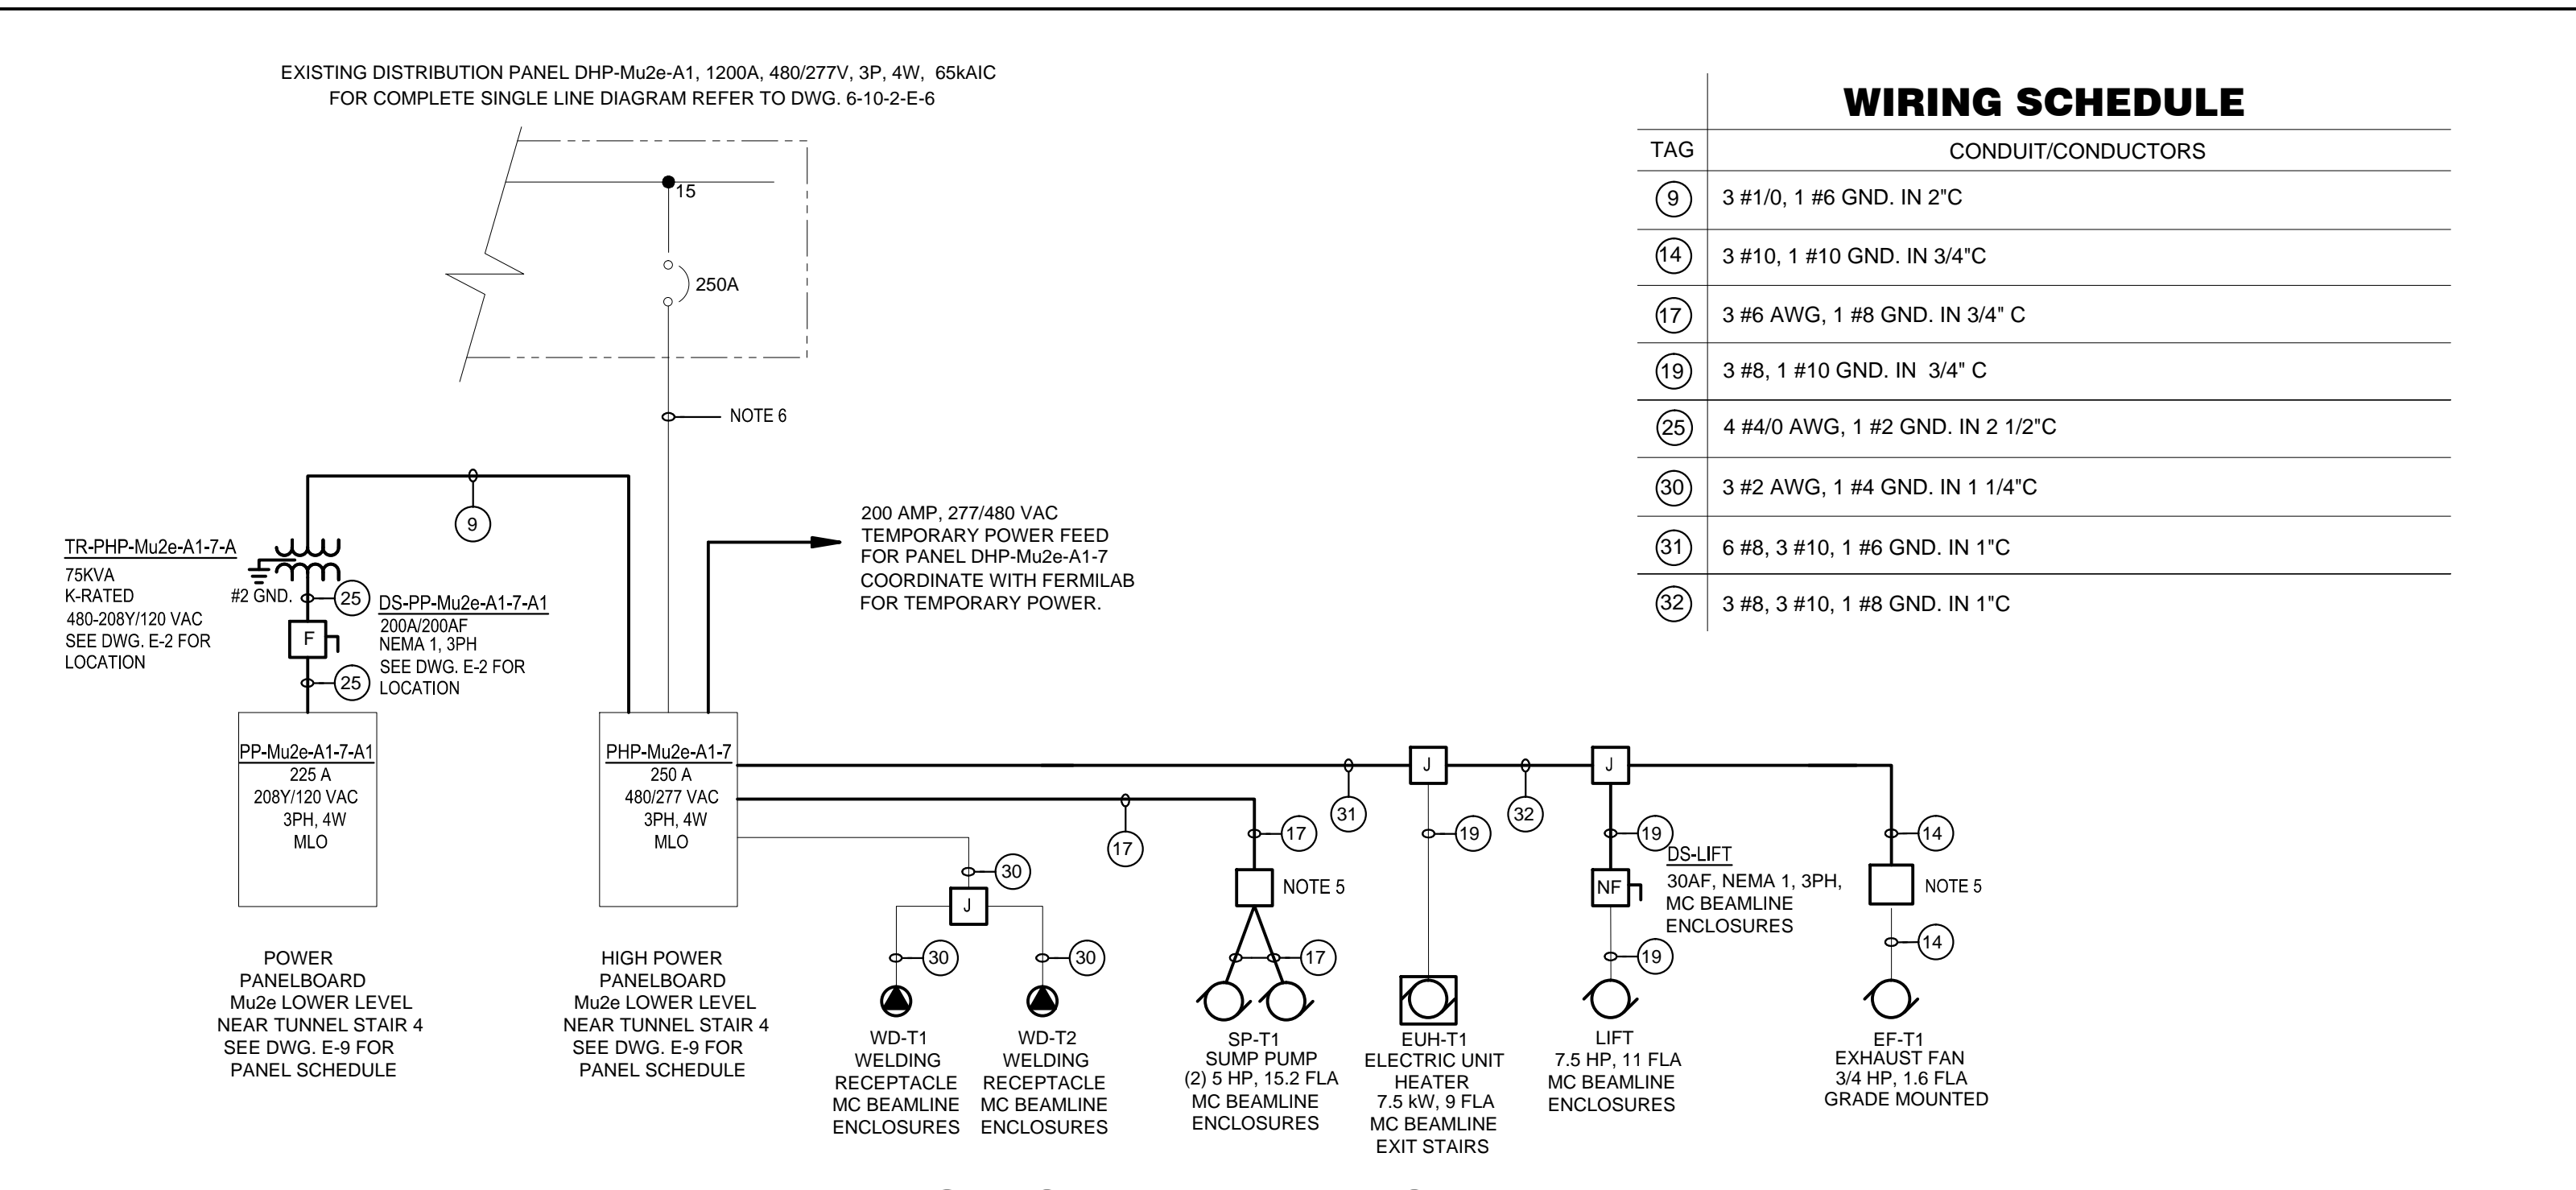 EXISTING DISTRIBUTION PANEL DHP-Mu2e-A1, 1200A, 480/277V, 3P, 4W, 65kAIC
FOR COMPLETE SINGLE LINE DIAGRAM REFER TO DWG. 6-10-2-E-6
15
250A
NOTE 6
9
TR-PHP-Mu2e-A1-7-A
75KVA
K-RATED
480-208Y/120 VAC
SEE DWG. E-2 FOR
LOCATION
#2 GND.
25
DS-PP-Mu2e-A1-7-A1
200A/200AF
NEMA 1, 3PH
SEE DWG. E-2 FOR
LOCATION
F
25
200 AMP, 277/480 VAC
TEMPORARY POWER FEED
FOR PANEL DHP-Mu2e-A1-7
COORDINATE WITH FERMILAB
FOR TEMPORARY POWER.
WIRING SCHEDULE
TAG CONDUIT/CONDUCTORS
9 3 #1/0, 1 #6 GND. IN 2"C
14 3 #10, 1 #10 GND. IN 3/4"C
17 3 #6 AWG, 1 #8 GND. IN 3/4" C
19 3 #8, 1 #10 GND. IN 3/4" C
25 4 #4/0 AWG, 1 #2 GND. IN 2 1/2"C
30 3 #2 AWG, 1 #4 GND. IN 1 1/4"C
31 6 #8, 3 #10, 1 #6 GND. IN 1"C
32 3 #8, 3 #10, 1 #8 GND. IN 1"C
PP-Mu2e-A1-7-A1
225 A
208Y/120 VAC
3PH, 4W
MLO
POWER
PANELBOARD
Mu2e LOWER LEVEL
NEAR TUNNEL STAIR 4
SEE DWG. E-9 FOR
PANEL SCHEDULE
PHP-Mu2e-A1-7
250 A
480/277 VAC
3PH, 4W
MLO
HIGH POWER
PANELBOARD
Mu2e LOWER LEVEL
NEAR TUNNEL STAIR 4
SEE DWG. E-9 FOR
PANEL SCHEDULE
31
32
17
J
J
30
J
30
30
WD-T1
WELDING
RECEPTACLE
MC BEAMLINE
ENCLOSURES
WD-T2
WELDING
RECEPTACLE
MC BEAMLINE
ENCLOSURES
17
NOTE 5
17
SP-T1
SUMP PUMP
(2) 5 HP, 15.2 FLA
MC BEAMLINE
ENCLOSURES
19
EUH-T1
ELECTRIC UNIT
HEATER
7.5 kW, 9 FLA
MC BEAMLINE
EXIT STAIRS
19
DS-LIFT
30AF, NEMA 1, 3PH,
MC BEAMLINE
ENCLOSURES
NF
19
LIFT
7.5 HP, 11 FLA
MC BEAMLINE
ENCLOSURES
14
NOTE 5
14
EF-T1
EXHAUST FAN
3/4 HP, 1.6 FLA
GRADE MOUNTED